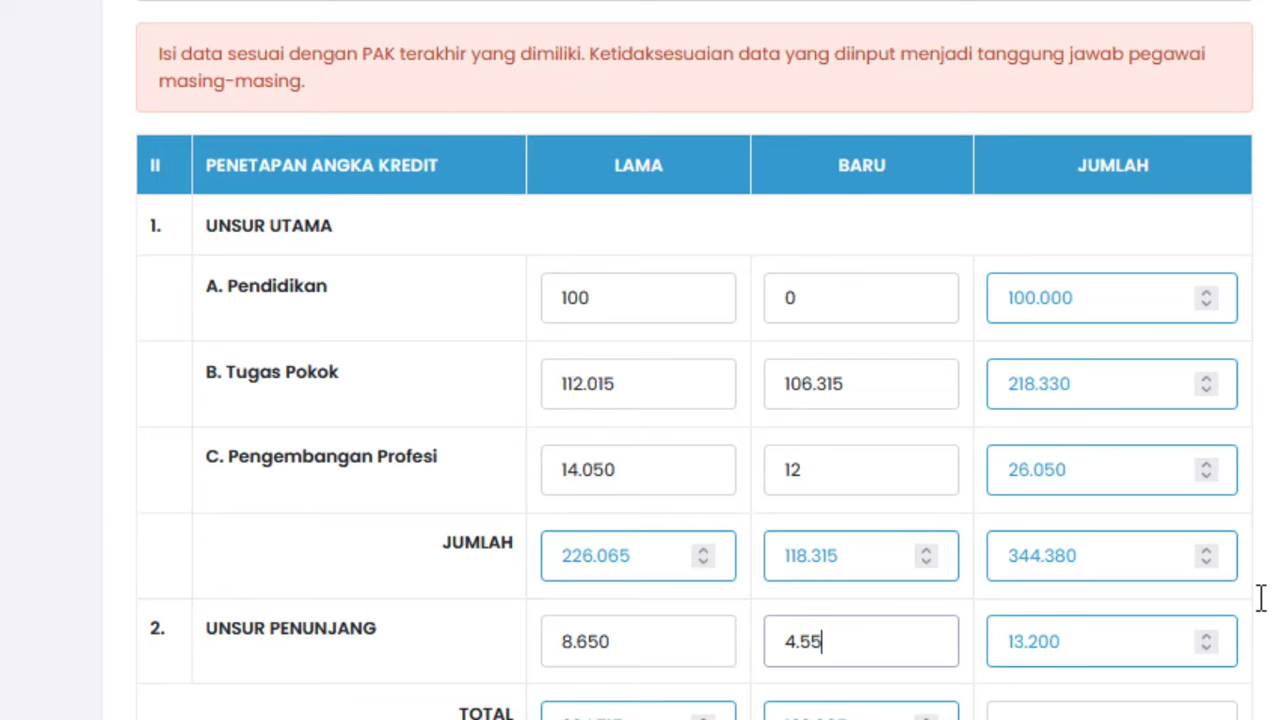 Isi data sesuai dengan PAK terakhir yang dimiliki. Ketidaksesuaian data yang diinput menjadi tanggung jawab pegawai
masing-masing.
II PENETAPAN ANGKA KREDIT LAMA BARU JUMLAH
1. UNSUR UTAMA
A. Pendidikan 100 0 100.000
B. Tugas Pokok 112.015 106.315 218.330
C. Pengembangan Profesi 14.050 12 26.050
JUMLAH 226.065 118.315 344.380
2. UNSUR PENUNJANG 8.650 4.55 13.200
TOTAL